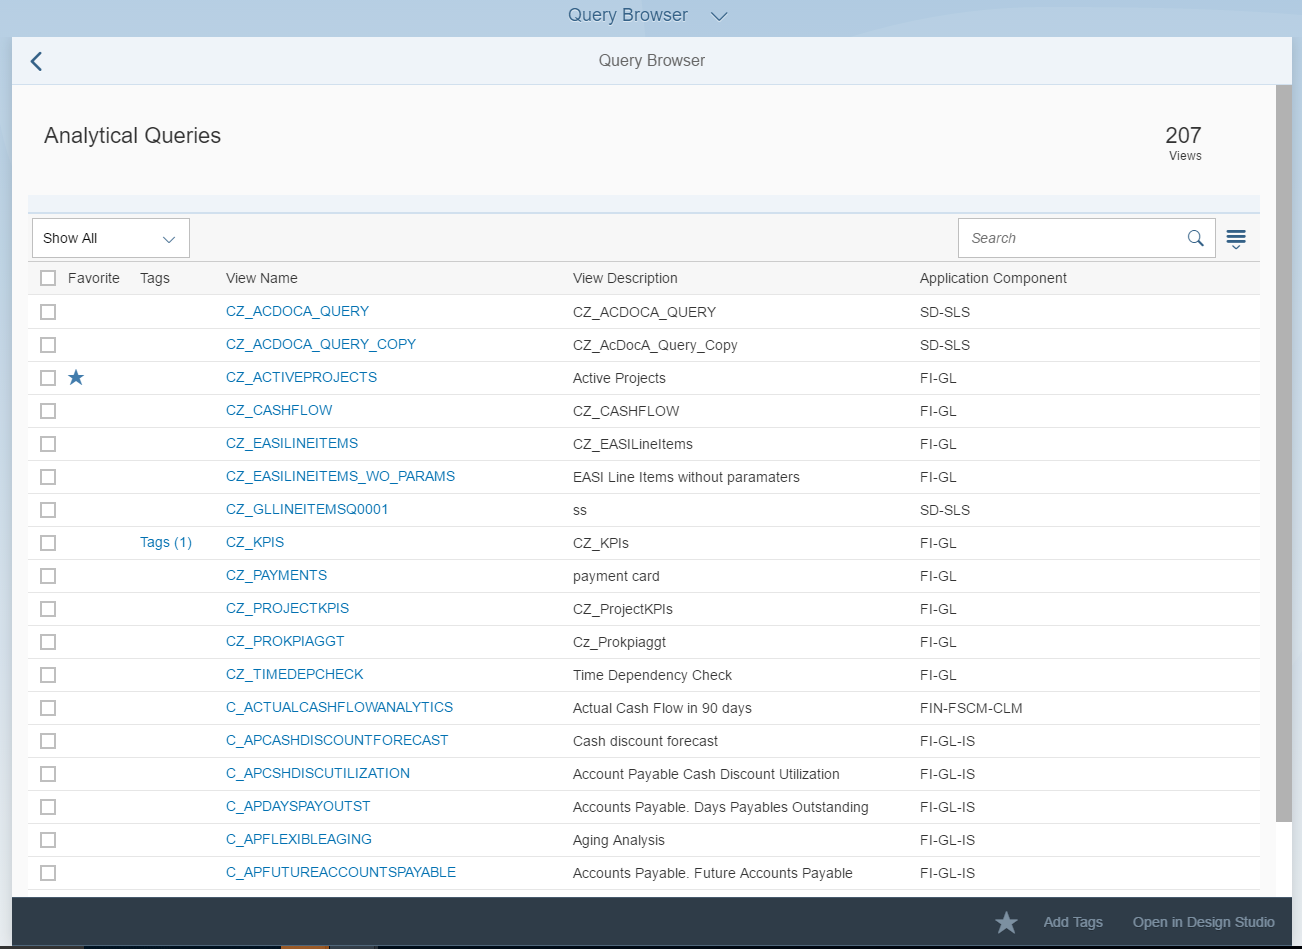 Query Browser
Query Browser
Analytical Queries
207
Views
Show All
Search
Favorite Tags View Name View Description Application Component
CZ_ACDOCA_QUERY CZ_ACDOCA_QUERY SD-SLS
CZ_ACDOCA_QUERY_COPY CZ_AcDocA_Query_Copy SD-SLS
CZ_ACTIVEPROJECTS Active Projects FI-GL
CZ_CASHFLOW CZ_CASHFLOW FI-GL
CZ_EASILINEITEMS CZ_EASILineItems FI-GL
CZ_EASILINEITEMS_WO_PARAMS EASI Line Items without paramaters FI-GL
CZ_GLLINEITEMSQ0001 ss SD-SLS
Tags (1) CZ_KPIS CZ_KPIs FI-GL
CZ_PAYMENTS payment card FI-GL
CZ_PROJECTKPIS CZ_ProjectKPIs FI-GL
CZ_PROKPIAGGT Cz_Prokpiaggt FI-GL
CZ_TIMEDEPCHECK Time Dependency Check FI-GL
C_ACTUALCASHFLOWANALYTICS Actual Cash Flow in 90 days FIN-FSCM-CLM
C_APCASHDISCOUNTFORECAST Cash discount forecast FI-GL-IS
C_APCSHDISCUTILIZATION Account Payable Cash Discount Utilization FI-GL-IS
C_APDAYSPAYOUTST Accounts Payable. Days Payables Outstanding FI-GL-IS
C_APFLEXIBLEAGING Aging Analysis FI-GL-IS
C_APFUTUREACCOUNTSPAYABLE Accounts Payable. Future Accounts Payable FI-GL-IS
Add Tags Open in Design Studio